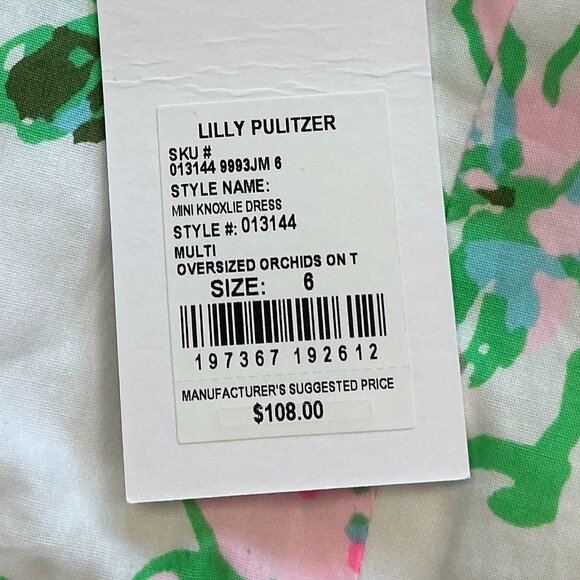 LILLY PULITZER
SKU #
013144 9993JM 6
STYLE NAME:
MINI KNOXLIE DRESS
STYLE #: 013144
MULTI
OVERSIZED ORCHIDS ON T
SIZE: 6
197367 192612
MANUFACTURER'S SUGGESTED PRICE
$108.00